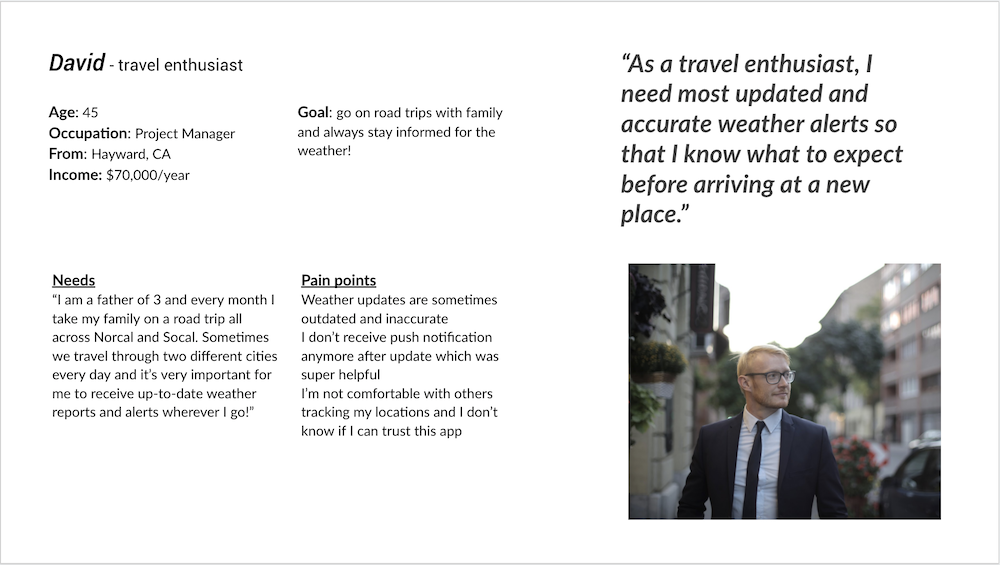 David - travel enthusiast
Age: 45
Occupation: Project Manager
From: Hayward, CA
Income: $70,000/year
Goal: go on road trips with family
and always stay informed for the
weather!
“As a travel enthusiast, I
need most updated and
accurate weather alerts so
that I know what to expect
before arriving at a new
place.”
Needs
“I am a father of 3 and every month I
take my family on a road trip all
across Norcal and Socal. Sometimes
we travel through two different cities
every day and it’s very important for
me to receive up-to-date weather
reports and alerts wherever I go!”
Pain points
Weather updates are sometimes
outdated and inaccurate
I don’t receive push notification
anymore after update which was
super helpful
I’m not comfortable with others
tracking my locations and I don’t
know if I can trust this app